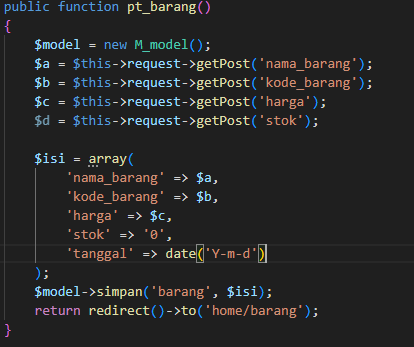 public function pt_barang()
{
    $model = new M_model();
    $a = $this->request->getPost('nama_barang');
    $b = $this->request->getPost('kode_barang');
    $c = $this->request->getPost('harga');
    $d = $this->request->getPost('stok');

    $isi = array(
        'nama_barang' => $a,
        'kode_barang' => $b,
        'harga' => $c,
        'stok' => '0',
        'tanggal' => date('Y-m-d')
    );
    $model->simpan('barang', $isi);
    return redirect()->to('home/barang');
}